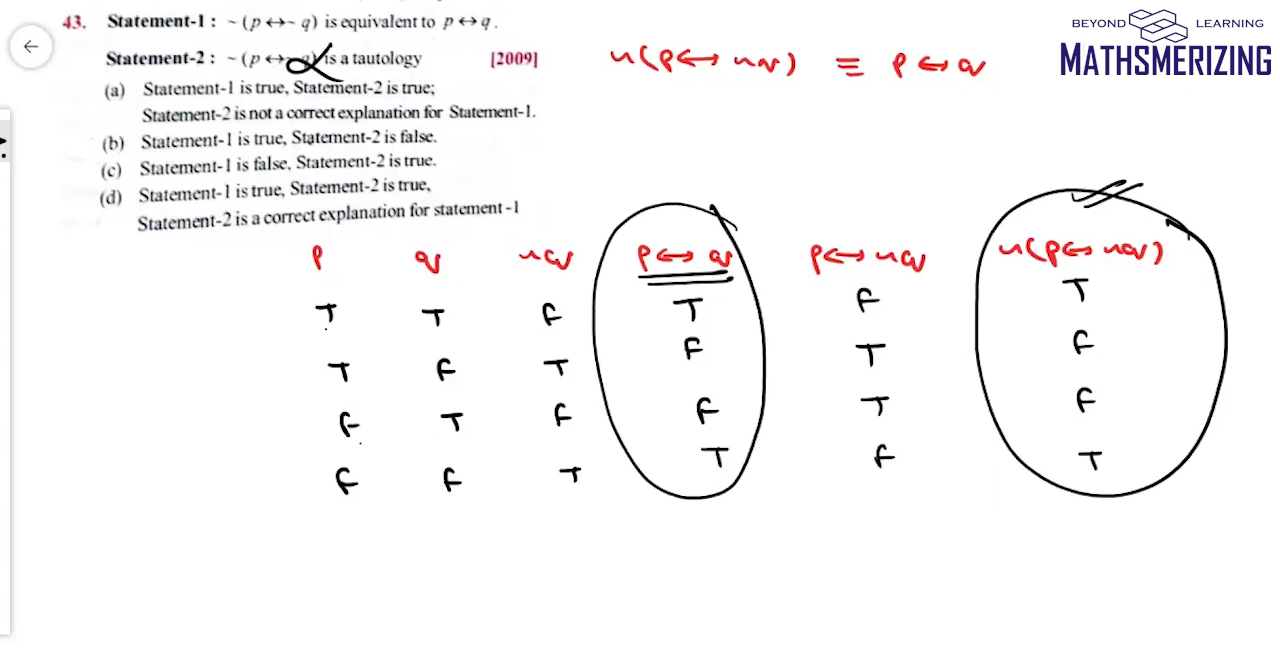 43. Statement-1 : ~ (p ↔ ~ q) is equivalent to p ↔ q.
Statement-2 : ~ (p ↔ is a tautology [2009]
(a) Statement-1 is true, Statement-2 is true;
Statement-2 is not a correct explanation for Statement-1.
(b) Statement-1 is true, Statement-2 is false.
(c) Statement-1 is false, Statement-2 is true.
(d) Statement-1 is true, Statement-2 is true,
Statement-2 is a correct explanation for statement -1
~(p ↔ ~q) ≡ p ↔ q
BEYOND LEARNING
MATHSMERIZING
p q ~q p ↔ q p ↔ ~q ~(p ↔ ~q)
T T F T F T
T F T F T F
F T F F T F
F F T T F T